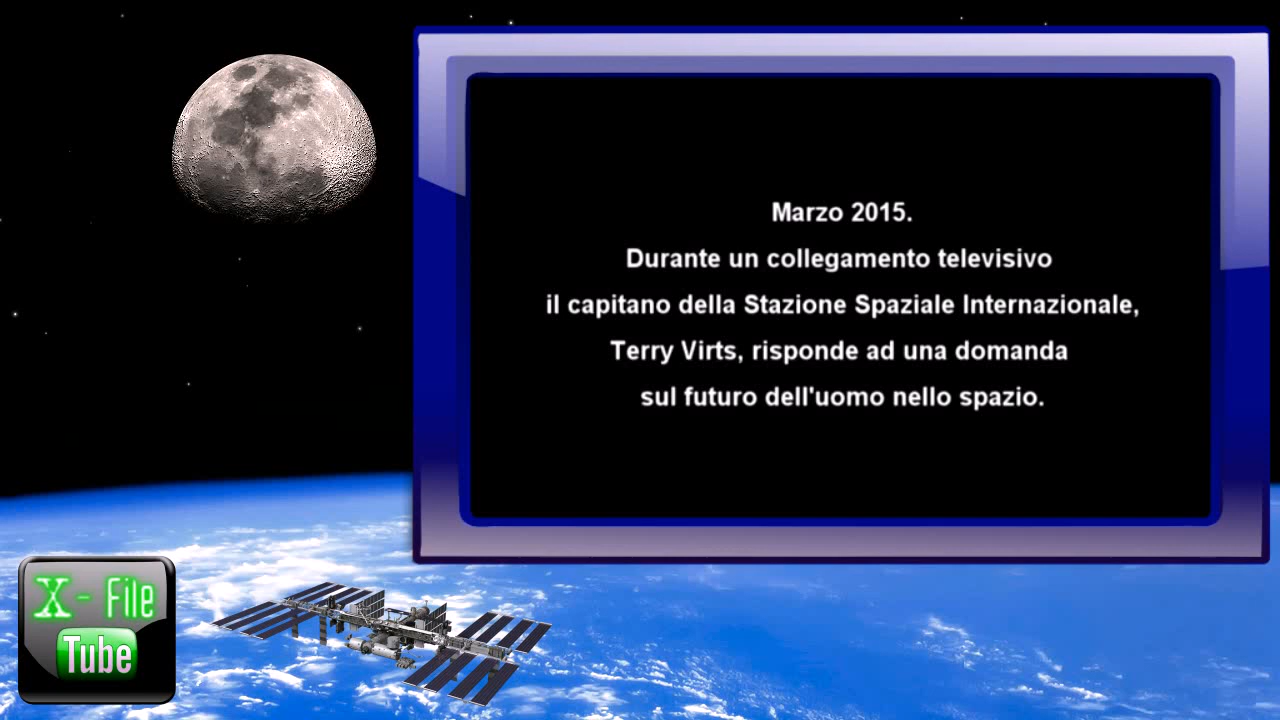 Marzo 2015.
Durante un collegamento televisivo
il capitano della Stazione Spaziale Internazionale,
Terry Virts, risponde ad una domanda
sul futuro dell'uomo nello spazio.
X - File
Tube